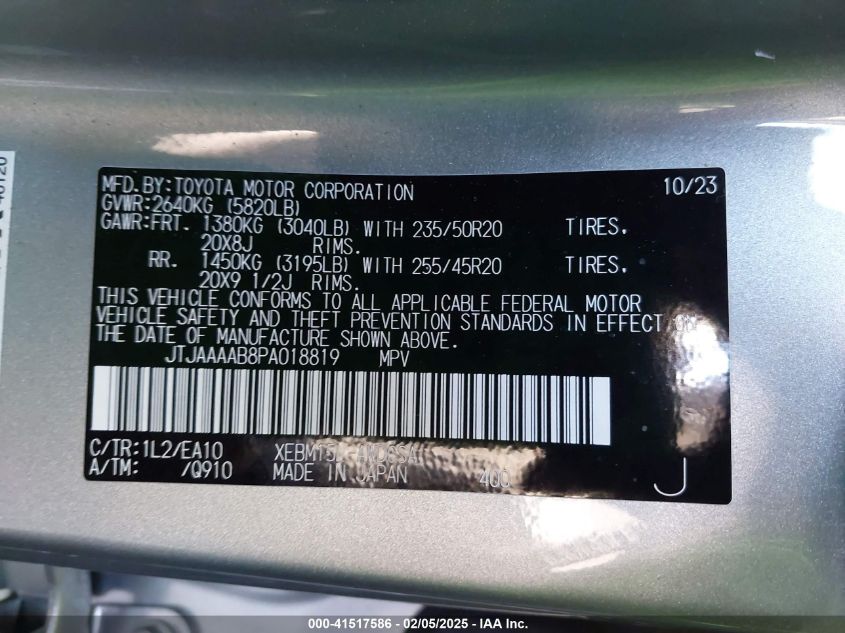 MFD.BY:TOYOTA MOTOR CORPORATION 10/23
GVWR:2640KG (5820LB)
GAWR:FRT. 1380KG (3040LB) WITH 235/50R20 TIRES.
20X8J RIMS.
RR. 1450KG (3195LB) WITH 255/45R20 TIRES.
20X9 1/2J RIMS.
THIS VEHICLE CONFORMS TO ALL APPLICABLE FEDERAL MOTOR
VEHICLE SAFETY AND THEFT PREVENTION STANDARDS IN EFFECT ON
THE DATE OF MANUFACTURE SHOWN ABOVE.
JTJAAAAB8PA018819 MPV
C/TR:1L2/EA10
A/TM: /Q910
MADE IN JAPAN 400
J
000-41517586 - 02/05/2025 - © IAA Holdings, LLC.